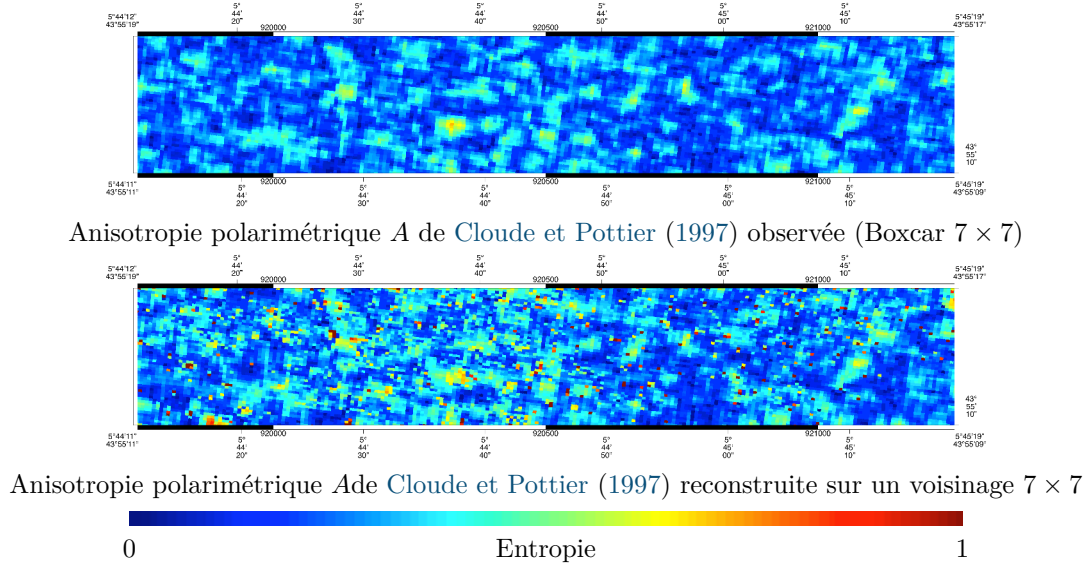 5°44'12" 5° 5° 5° 5° 5° 5° 5°45'19"
43°55'19" 44' 44' 44' 44' 45' 45' 43°55'17"
20" 30" 40" 50" 00" 10"
920000 920500 921000
43°
55'
10"
5°44'11" 920000 920500 921000 5°45'19"
43°55'11" 5° 5° 5° 5° 5° 5° 43°55'09"
44' 44' 44' 44' 45' 45'
20" 30" 40" 50" 00" 10"
Anisotropie polarimétrique A de Cloude et Pottier (1997) observée (Boxcar 7 × 7)
5°44'12" 5° 5° 5° 5° 5° 5° 5°45'19"
43°55'19" 44' 44' 44' 44' 45' 45' 43°55'17"
20" 30" 40" 50" 00" 10"
920000 920500 921000
43°
55'
10"
5°44'11" 920000 920500 921000 5°45'19"
43°55'11" 5° 5° 5° 5° 5° 5° 43°55'09"
44' 44' 44' 44' 45' 45'
20" 30" 40" 50" 00" 10"
Anisotropie polarimétrique Ade Cloude et Pottier (1997) reconstruite sur un voisinage 7 × 7
0 Entropie 1